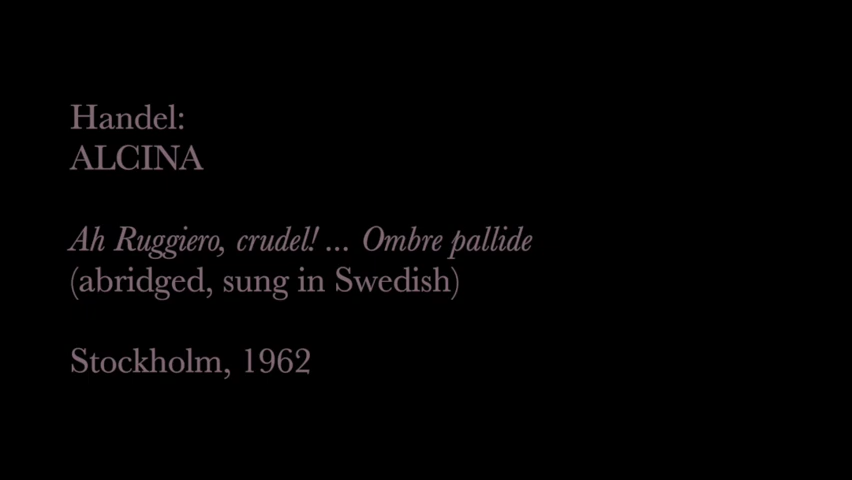 Handel:
ALCINA
Ah Ruggiero, crudel! ... Ombre pallide
(abridged, sung in Swedish)
Stockholm, 1962